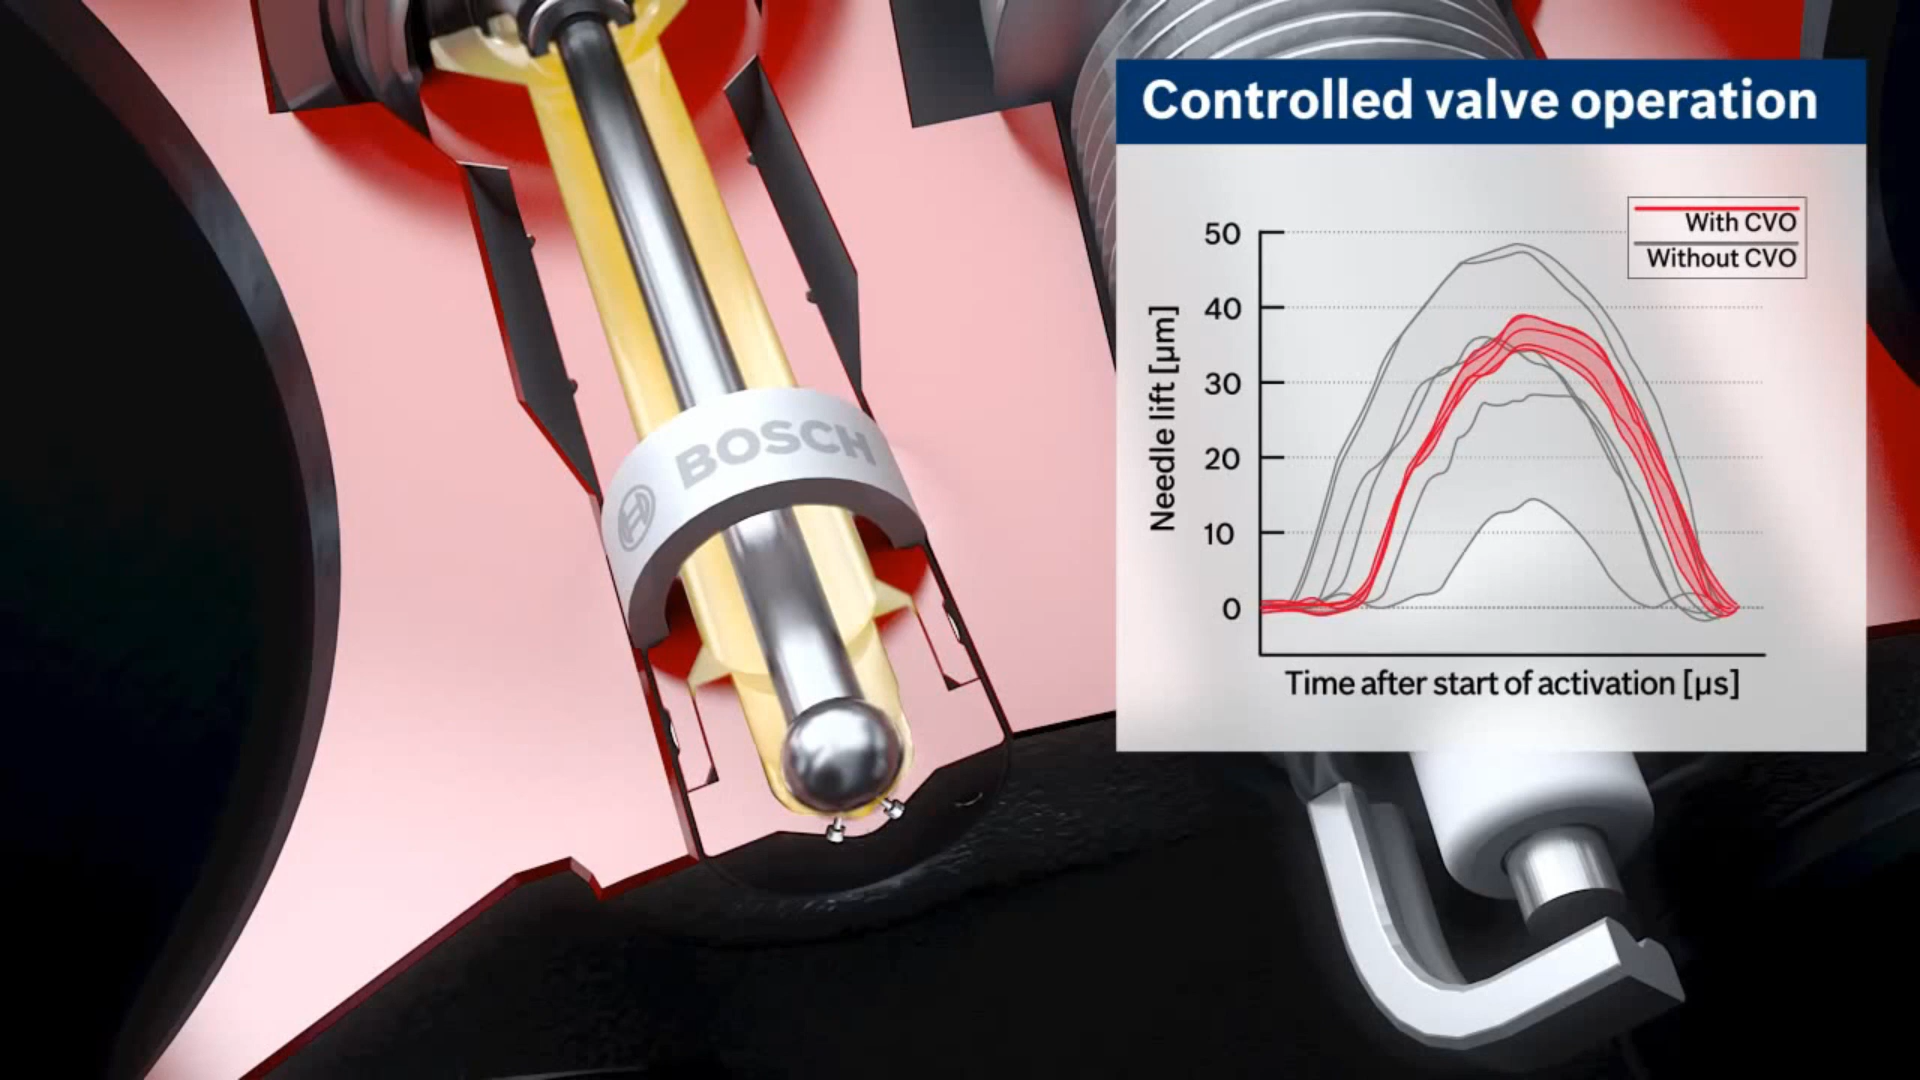 BOSCH
Controlled valve operation
With CVO
Without CVO
50
40
30
20
10
0
Needle lift [µm]
Time after start of activation [µs]